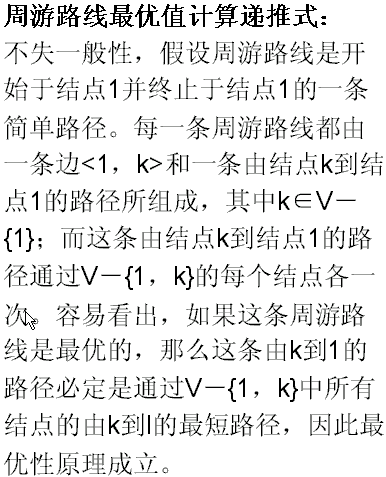 周游路线最优值计算递推式：
不失一般性，假设周游路线是开
始于结点1并终止于结点1的一条
简单路径。每一条周游路线都由
一条边<1，k>和一条由结点k到结
点1的路径所组成，其中k∈V－
{1}；而这条由结点k到结点1的路
径通过V－{1，k}的每个结点各一
次。容易看出，如果这条周游路
线是最优的，那么这条由k到1的
路径必定是通过V－{1，k}中所有
结点的由k到l的最短路径，因此最
优性原理成立。